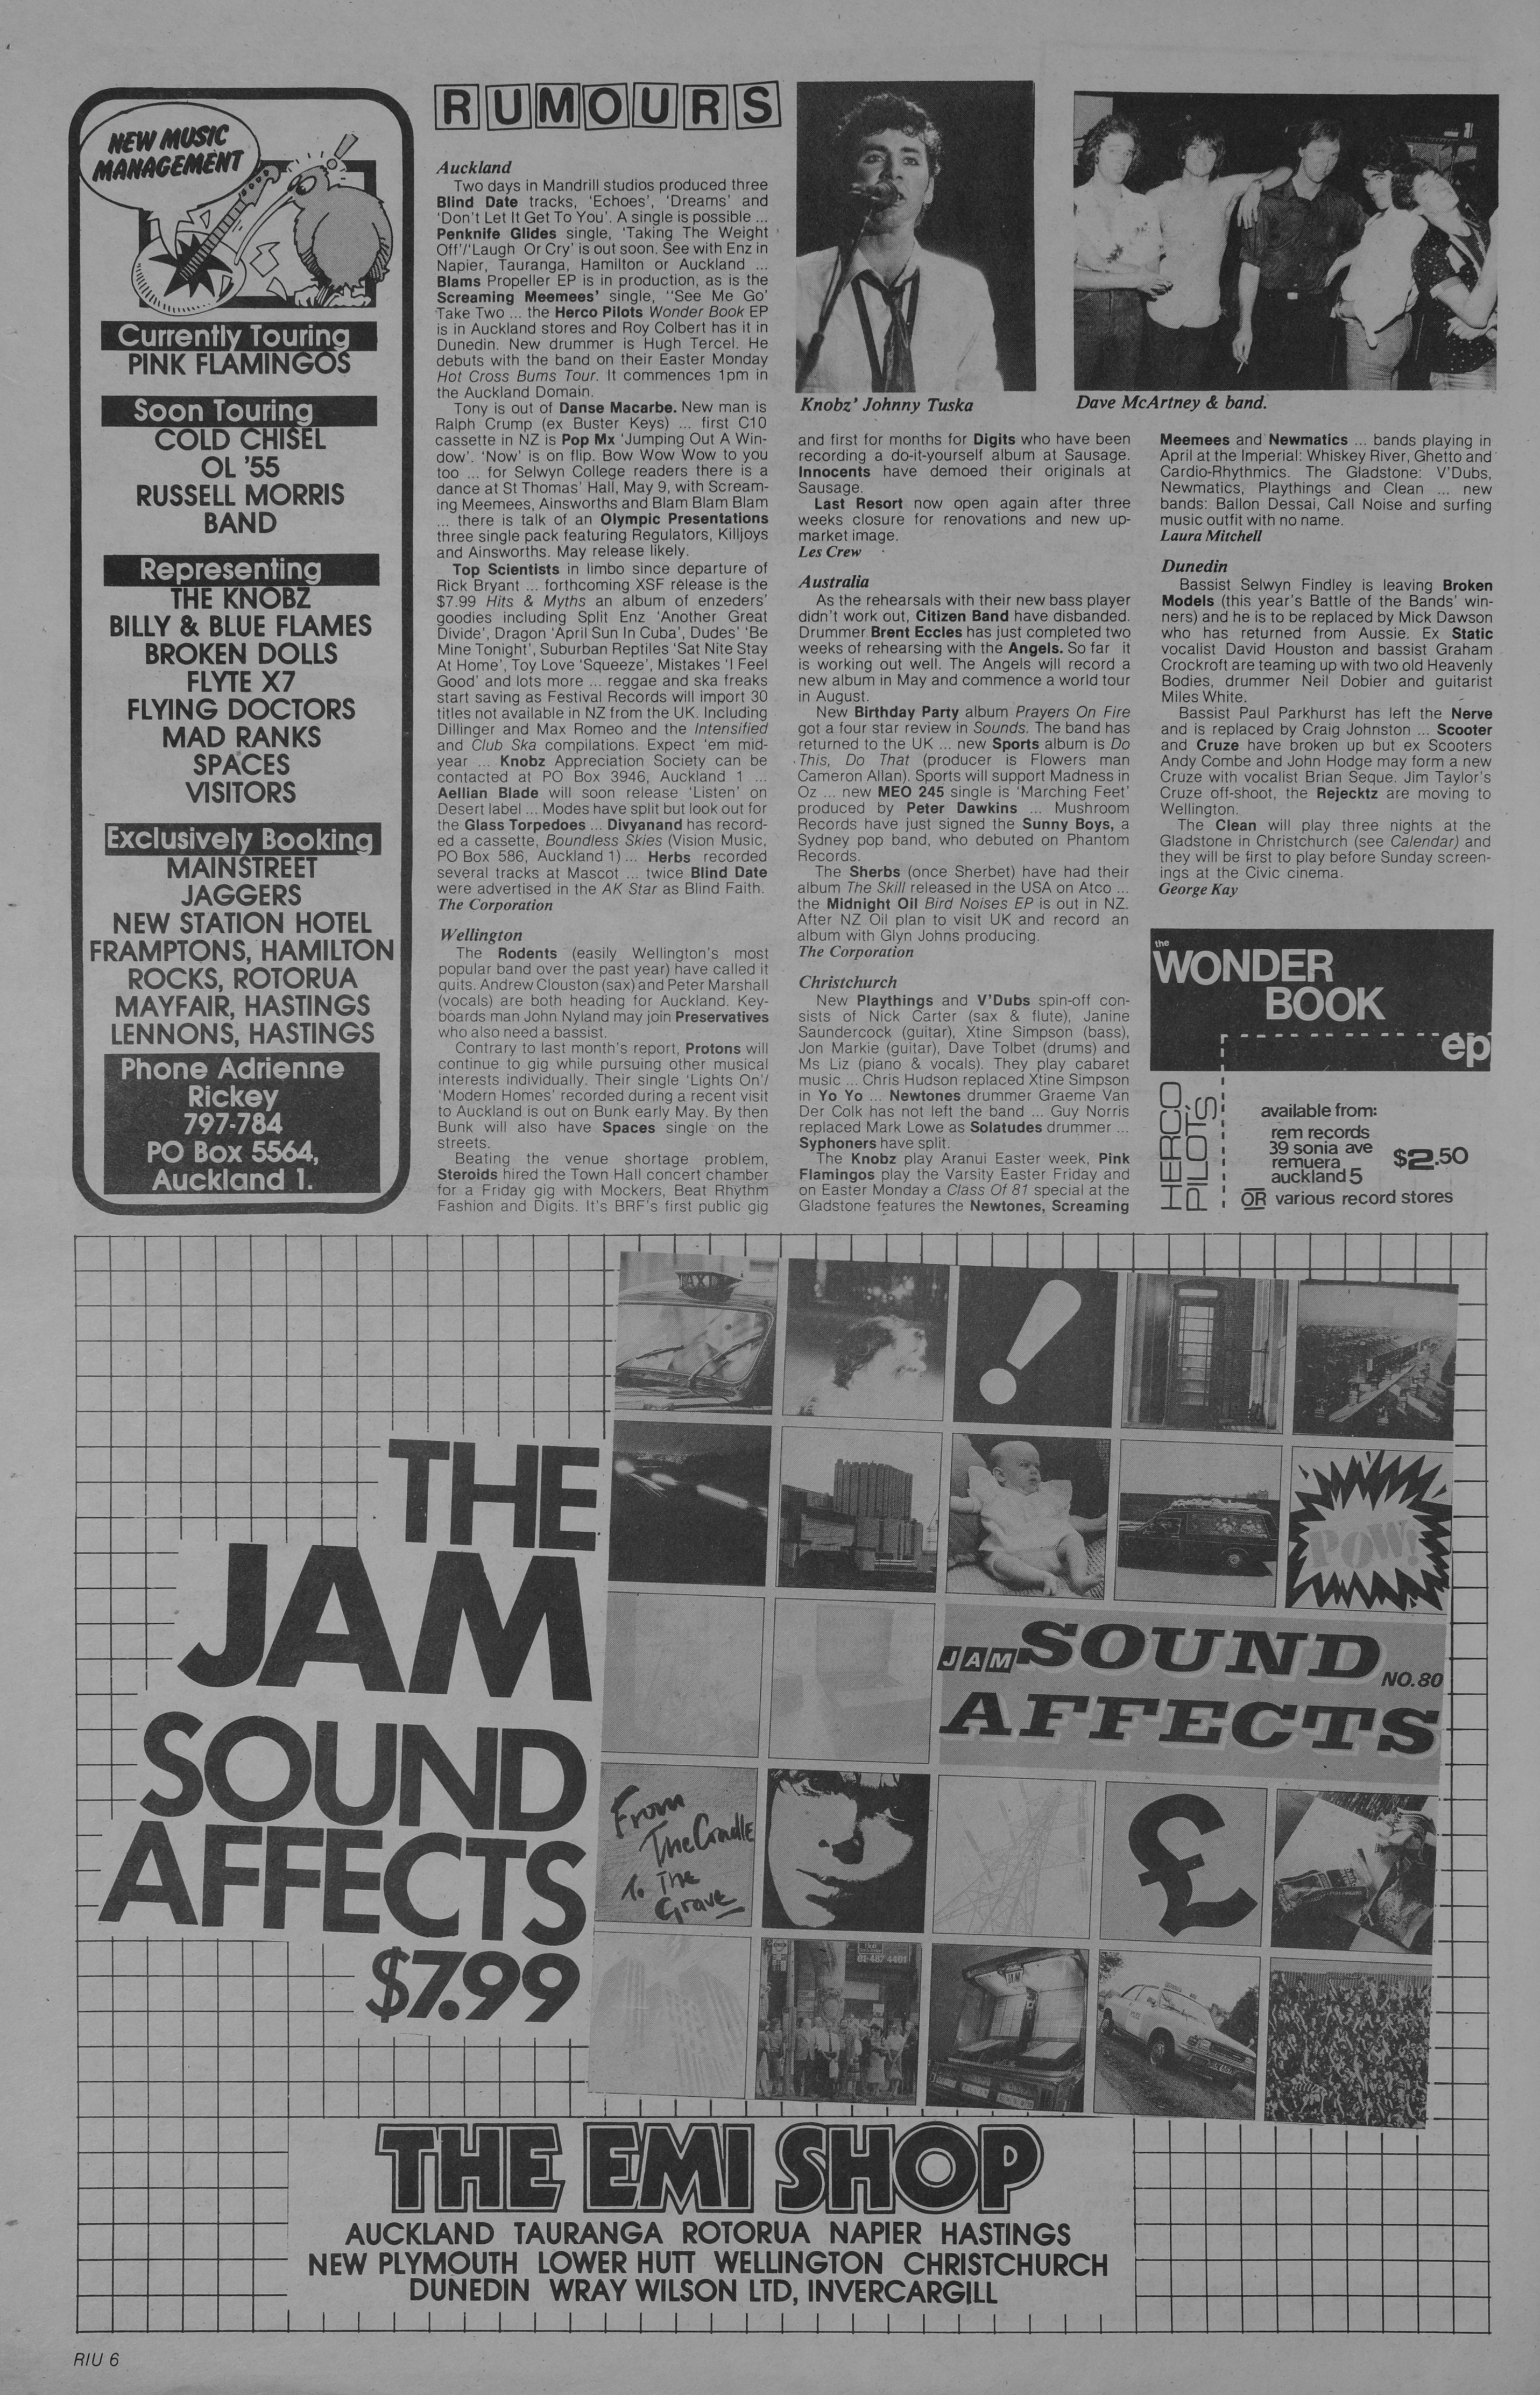 NEW MUSIC
MANAGEMENT
Currently Touring
PINK FLAMINGOS
Soon Touring
COLD CHISEL
OL '55
RUSSELL MORRIS
BAND
Representing
THE KNOBZ
BILLY & BLUE FLAMES
BROKEN DOLLS
FLYTE X7
FLYING DOCTORS
MAD RANKS
SPACES
VISITORS
Exclusively Booking
MAINSTREET
JAGGERS
NEW STATION HOTEL
FRAMPTONS, HAMILTON
ROCKS, ROTORUA
MAYFAIR, HASTINGS
LENNONS, HASTINGS
Phone Adrienne
Rickey
797-784
PO Box 5564,
Auckland 1.
RUMOURS
Auckland
Two days in Mandrill studios produced three
Blind Date tracks, 'Echoes', 'Dreams' and
'Don't Let It Get To You'. A single is possible ...
Penknife Glides single, 'Taking The Weight
Off'/'Laugh Or Cry' is out soon. See with Enz in
Napier, Tauranga, Hamilton or Auckland ...
Blams Propeller EP is in production, as is the
Screaming Meemees' single, "See Me Go'
Take Two ... the Herco Pilots Wonder Book EP
is in Auckland stores and Roy Colbert has it in
Dunedin. New drummer is Hugh Tercel. He
debuts with the band on their Easter Monday
Hot Cross Bums Tour. It commences 1pm in
the Auckland Domain.
Tony is out of Danse Macarbe. New man is
Ralph Crump (ex Buster Keys) ... first C10
cassette in NZ is Pop Mx 'Jumping Out A Win-
dow'. 'Now' is on flip. Bow Wow Wow to you
too ... for Selwyn College readers there is a
dance at St Thomas' Hall, May 9, with Scream-
ing Meemees, Ainsworths and Blam Blam Blam
... there is talk of an Olympic Presentations
three single pack featuring Regulators, Killjoys
and Ainsworths. May release likely.
Top Scientists in limbo since departure of
Rick Bryant ... forthcoming XSF release is the
$7.99 Hits & Myths an album of enzeders'
goodies including Split Enz 'Another Great
Divide', Dragon 'April Sun In Cuba', Dudes' 'Be
Mine Tonight', Suburban Reptiles 'Sat Nite Stay
At Home', Toy Love 'Squeeze', Mistakes 'I Feel
Good' and lots more ... reggae and ska freaks
start saving as Festival Records will import 30
titles not available in NZ from the UK. Including
Dillinger and Max Romeo and the Intensified
and Club Ska compilations. Expect 'em mid-
year ... Knobz Appreciation Society can be
contacted at PO Box 3946, Auckland 1 ...
Aellian Blade will soon release 'Listen' on
Desert label ... Modes have split but look out for
the Glass Torpedoes ... Divyanand has record-
ed a cassette, Boundless Skies (Vision Music,
PO Box 586, Auckland 1) ... Herbs recorded
several tracks at Mascot ... twice Blind Date
were advertised in the AK Star as Blind Faith.
The Corporation
Wellington
The Rodents (easily Wellington's most
popular band over the past year) have called it
quits. Andrew Clouston (sax) and Peter Marshall
(vocals) are both heading for Auckland. Key-
boards man John Nyland may join Preservatives
who also need a bassist.
Contrary to last month's report, Protons will
continue to gig while pursuing other musical
interests individually. Their single 'Lights On'/
'Modern Homes' recorded during a recent visit
to Auckland is out on Bunk early May. By then
Bunk will also have Spaces single on the
streets.
Beating the venue shortage problem,
Steroids hired the Town Hall concert chamber
for a Friday gig with Mockers, Beat Rhythm
Fashion and Digits. It's BRF's first public gig
Knobz' Johnny Tuska
Dave McArtney & band.
and first for months for Digits who have been
recording a do-it-yourself album at Sausage.
Innocents have demoed their originals at
Sausage.
Last Resort now open again after three
weeks closure for renovations and new up-
market image.
Les Crew
Australia
As the rehearsals with their new bass player
didn't work out, Citizen Band have disbanded.
Drummer Brent Eccles has just completed two
weeks of rehearsing with the Angels. So far it
is working out well. The Angels will record a
new album in May and commence a world tour
in August.
New Birthday Party album Prayers On Fire
got a four star review in Sounds. The band has
returned to the UK ... new Sports album is Do
This, Do That (producer is Flowers man
Cameron Allan). Sports will support Madness in
Oz ... new MEO 245 single is 'Marching Feet'
produced by Peter Dawkins ... Mushroom
Records have just signed the Sunny Boys, a
Sydney pop band, who debuted on Phantom
Records.
The Sherbs (once Sherbet) have had their
album The Skill released in the USA on Atco ...
the Midnight Oil Bird Noises EP is out in NZ.
After NZ Oil plan to visit UK and record an
album with Glyn Johns producing.
The Corporation
Christchurch
New Playthings and V'Dubs spin-off con-
sists of Nick Carter (sax & flute), Janine
Saundercock (guitar), Xtine Simpson (bass),
Jon Markie (guitar), Dave Tolbet (drums) and
Ms Liz (piano & vocals). They play cabaret
music ... Chris Hudson replaced Xtine Simpson
in Yo Yo ... Newtones drummer Graeme Van
Der Colk has not left the band ... Guy Norris
replaced Mark Lowe as Solatudes drummer ...
Syphoners have split.
The Knobz play Aranui Easter week, Pink
Flamingos play the Varsity Easter Friday and
on Easter Monday a Class Of 81 special at the
Gladstone features the Newtones, Screaming
Meemees and Newmatics ... bands playing in
April at the Imperial: Whiskey River, Ghetto and
Cardio-Rhythmics. The Gladstone: V'Dubs,
Newmatics, Playthings and Clean ... new
bands: Ballon Dessai, Call Noise and surfing
music outfit with no name.
Laura Mitchell
Dunedin
Bassist Selwyn Findley is leaving Broken
Models (this year's Battle of the Bands' win-
ners) and he is to be replaced by Mick Dawson
who has returned from Aussie. Ex Static
vocalist David Houston and bassist Graham
Crockroft are teaming up with two old Heavenly
Bodies, drummer Neil Dobier and guitarist
Miles White.
Bassist Paul Parkhurst has left the Nerve
and is replaced by Craig Johnston ... Scooter
and Cruze have broken up but ex Scooters
Andy Combe and John Hodge may form a new
Cruze with vocalist Brian Seque. Jim Taylor's
Cruze off-shoot, the Rejecktz are moving to
Wellington.
The Clean will play three nights at the
Gladstone in Christchurch (see Calendar) and
they will be first to play before Sunday screen-
ings at the Civic cinema.
George Kay
the
WONDER
BOOK
ep
HERCO
PILOTS
available from:
rem records
39 sonia ave
remuera
auckland 5
$2.50
OR various record stores
THE
JAM
SOUND
AFFECTS
$7.99
TAXI
POW!
JAM SOUND
NO.80
AFFECTS
From
The Cradle
To The
Grave
£
01-487 4401
JAM
THE EMI SHOP
AUCKLAND TAURANGA ROTORUA NAPIER HASTINGS
NEW PLYMOUTH LOWER HUTT WELLINGTON CHRISTCHURCH
DUNEDIN WRAY WILSON LTD, INVERCARGILL
RIU 6